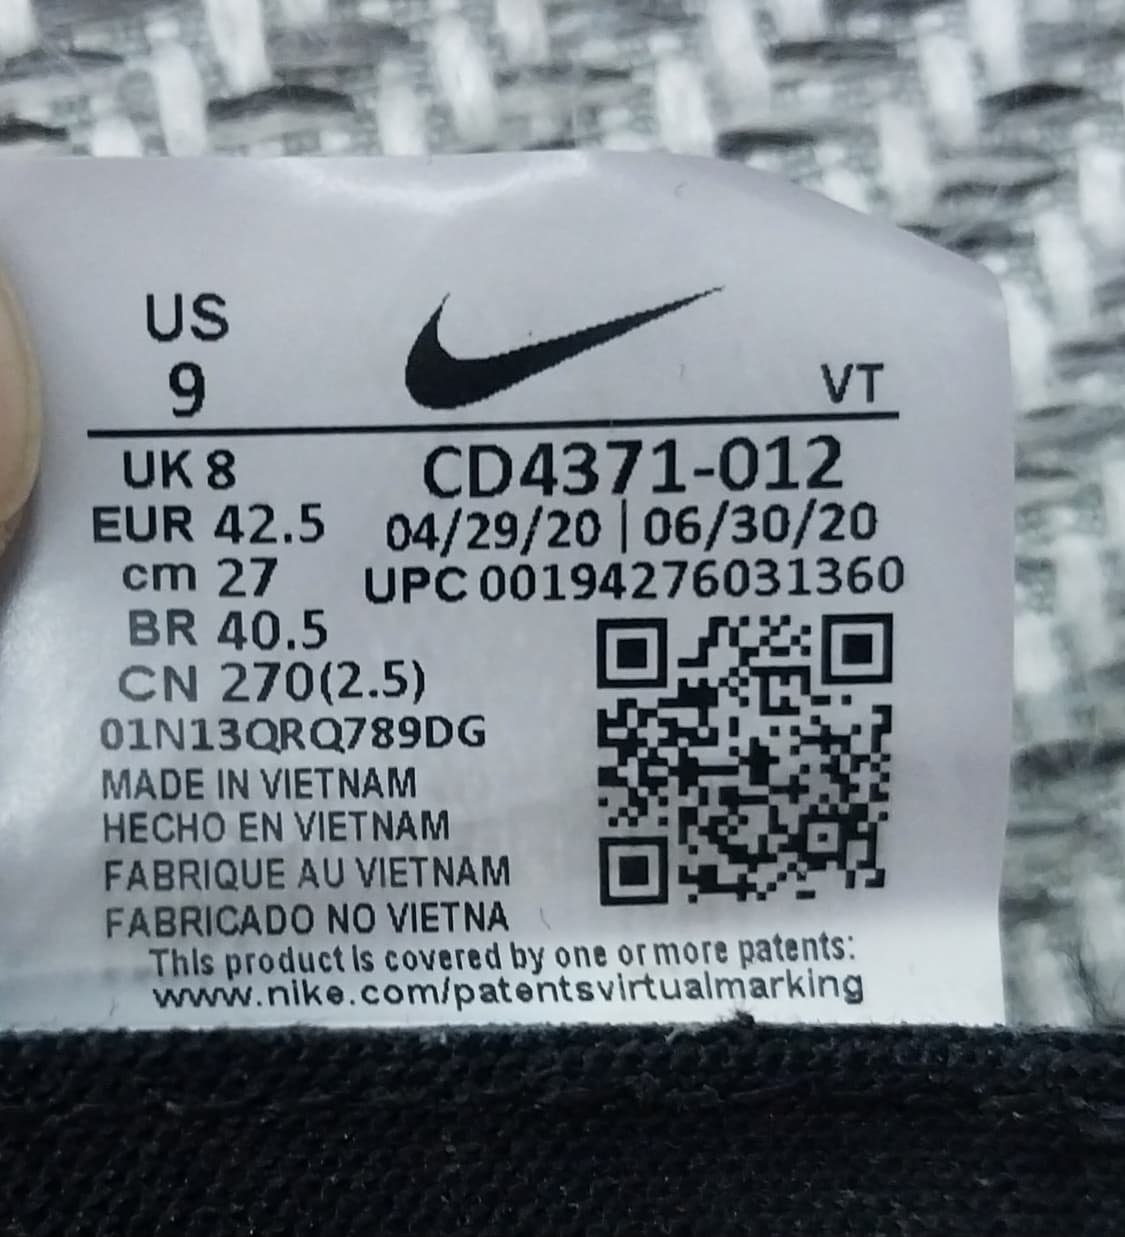 US
9
VT
UK 8
EUR 42.5
cm 27
BR 40.5
CN 270(2.5)
CD4371-012
04/29/20 | 06/30/20
UPC 00194276031360
01N13QRQ789DG
MADE IN VIETNAM
HECHO EN VIETNAM
FABRIQUE AU VIETNAM
FABRICADO NO VIETNA
This product is covered by one or more patents:
www.nike.com/patentsvirtualmarking